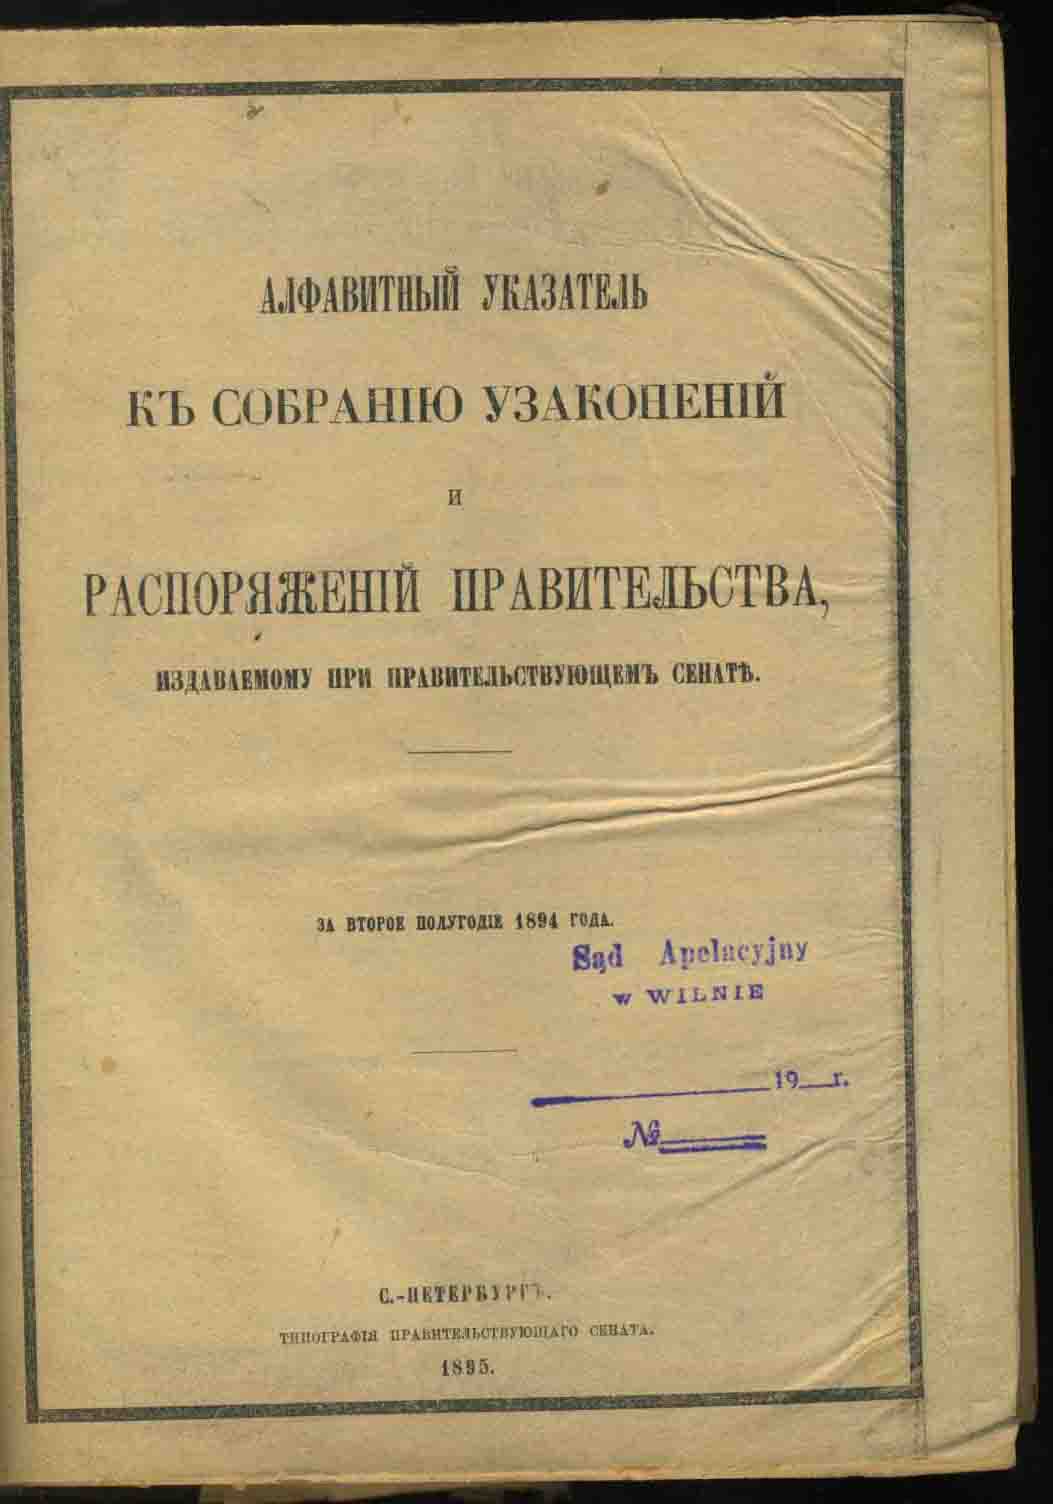 АЛФАВИТНЫЙ УКАЗАТЕЛЬ
КЪ СОБРАНІЮ УЗАКОНЕНІЙ
И
РАСПОРЯЖЕНІЙ ПРАВИТЕЛЬСТВА,
ИЗДАВАЕМОМУ ПРИ ПРАВИТЕЛЬСТВУЮЩЕМЪ СЕНАТѢ.
ЗА ВТОРОЕ ПОЛУГОДІЕ 1894 ГОДА.
Sąd Apelacyjny
w WILNIE
19 r.
№
С.-ПЕТЕРБУРГЪ.
ТИПОГРАФІЯ ПРАВИТЕЛЬСТВУЮЩАГО СЕНАТА.
1895.